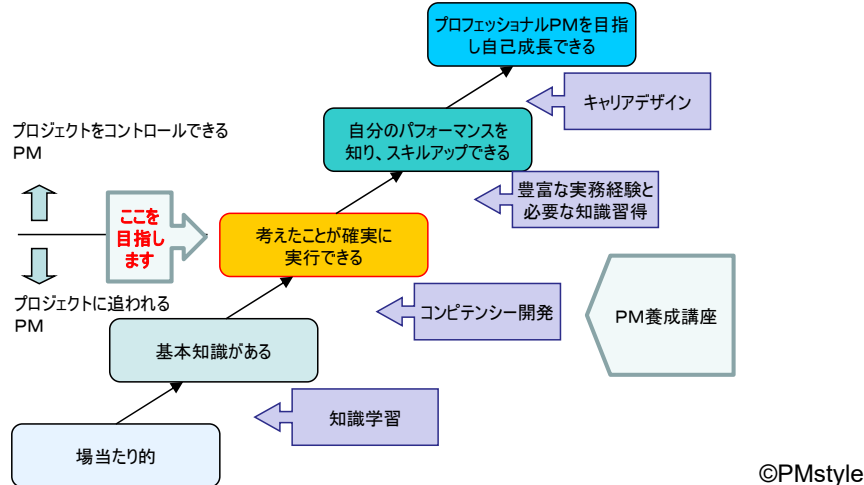 プロフェッショナルPMを目指
し自己成長できる
キャリアデザイン
プロジェクトをコントロールできる
PM
自分のパフォーマンスを
知り、スキルアップできる
豊富な実務経験と
必要な知識習得
ここを
目指し
ます
考えたことが確実に
実行できる
プロジェクトに追われる
PM
コンピテンシー開発
PM養成講座
基本知識がある
知識学習
場当たり的
©PMstyle